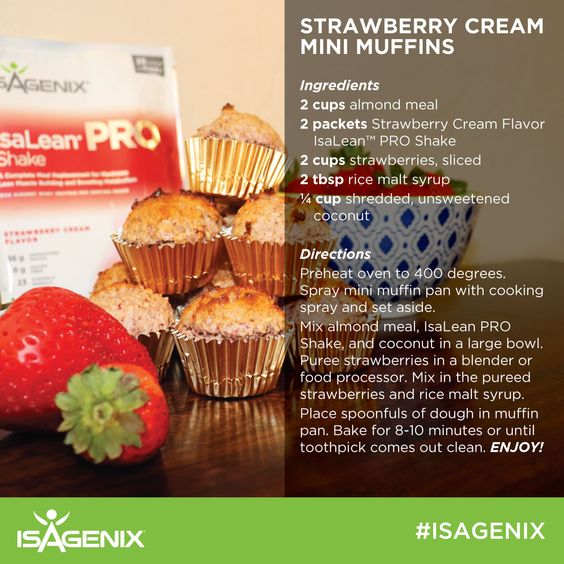 STRAWBERRY CREAM
MINI MUFFINS
Ingredients
2 cups almond meal
2 packets Strawberry Cream Flavor
IsaLean™ PRO Shake
2 cups strawberries, sliced
2 tbsp rice malt syrup
¼ cup shredded, unsweetened
coconut
Directions
Preheat oven to 400 degrees.
Spray mini muffin pan with cooking
spray and set aside.
Mix almond meal, IsaLean PRO
Shake, and coconut in a large bowl.
Puree strawberries in a blender or
food processor. Mix in the pureed
strawberries and rice malt syrup.
Place spoonfuls of dough in muffin
pan. Bake for 8-10 minutes or until
toothpick comes out clean. ENJOY!
ISAGENIX
IsaLean® PRO
Shake
STRAWBERRY CREAM
FLAVOR
ISAGENIX
#ISAGENIX